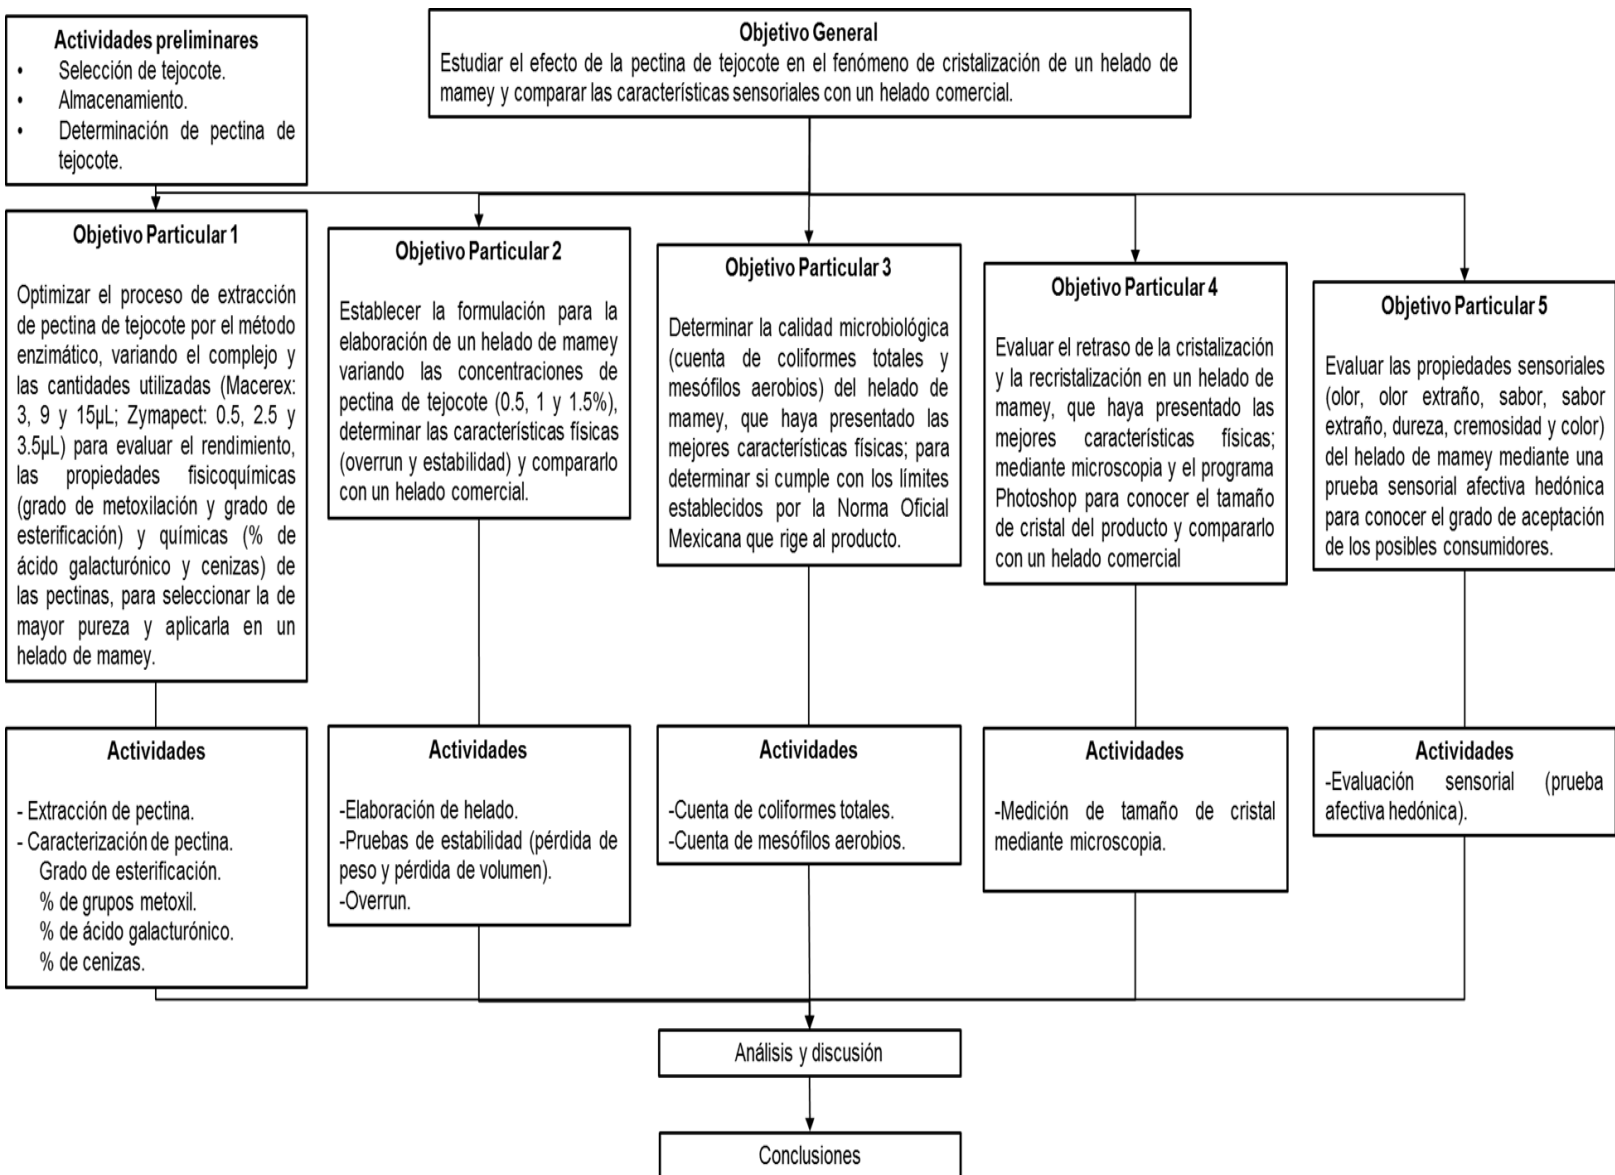 Actividades preliminares
• Selección de tejocote.
• Almacenamiento.
• Determinación de pectina de
tejocote.
Objetivo General
Estudiar el efecto de la pectina de tejocote en el fenómeno de cristalización de un helado de
mamey y comparar las características sensoriales con un helado comercial.
Objetivo Particular 1
Optimizar el proceso de extracción
de pectina de tejocote por el método
enzimático, variando el complejo y
las cantidades utilizadas (Macerex:
3, 9 y 15µL; Zymapect: 0.5, 2.5 y
3.5µL) para evaluar el rendimiento,
las propiedades fisicoquímicas
(grado de metoxilación y grado de
esterificación) y químicas (% de
ácido galacturónico y cenizas) de
las pectinas, para seleccionar la de
mayor pureza y aplicarla en un
helado de mamey.
Objetivo Particular 2
Establecer la formulación para la
elaboración de un helado de mamey
variando las concentraciones de
pectina de tejocote (0.5, 1 y 1.5%),
determinar las características físicas
(overrun y estabilidad) y compararlo
con un helado comercial.
Objetivo Particular 3
Determinar la calidad microbiológica
(cuenta de coliformes totales y
mesófilos aerobios) del helado de
mamey, que haya presentado las
mejores características físicas; para
determinar si cumple con los límites
establecidos por la Norma Oficial
Mexicana que rige al producto.
Objetivo Particular 4
Evaluar el retraso de la cristalización
y la recristalización en un helado de
mamey, que haya presentado las
mejores características físicas;
mediante microscopia y el programa
Photoshop para conocer el tamaño
de cristal del producto y compararlo
con un helado comercial
Objetivo Particular 5
Evaluar las propiedades sensoriales
(olor, olor extraño, sabor, sabor
extraño, dureza, cremosidad y color)
del helado de mamey mediante una
prueba sensorial afectiva hedónica
para conocer el grado de aceptación
de los posibles consumidores.
Actividades
- Extracción de pectina.
- Caracterización de pectina.
Grado de esterificación.
% de grupos metoxil.
% de ácido galacturónico.
% de cenizas.
Actividades
-Elaboración de helado.
-Pruebas de estabilidad (pérdida de
peso y pérdida de volumen).
-Overrun.
Actividades
-Cuenta de coliformes totales.
-Cuenta de mesófilos aerobios.
Actividades
-Medición de tamaño de cristal
mediante microscopia.
Actividades
-Evaluación sensorial (prueba
afectiva hedónica).
Análisis y discusión
Conclusiones